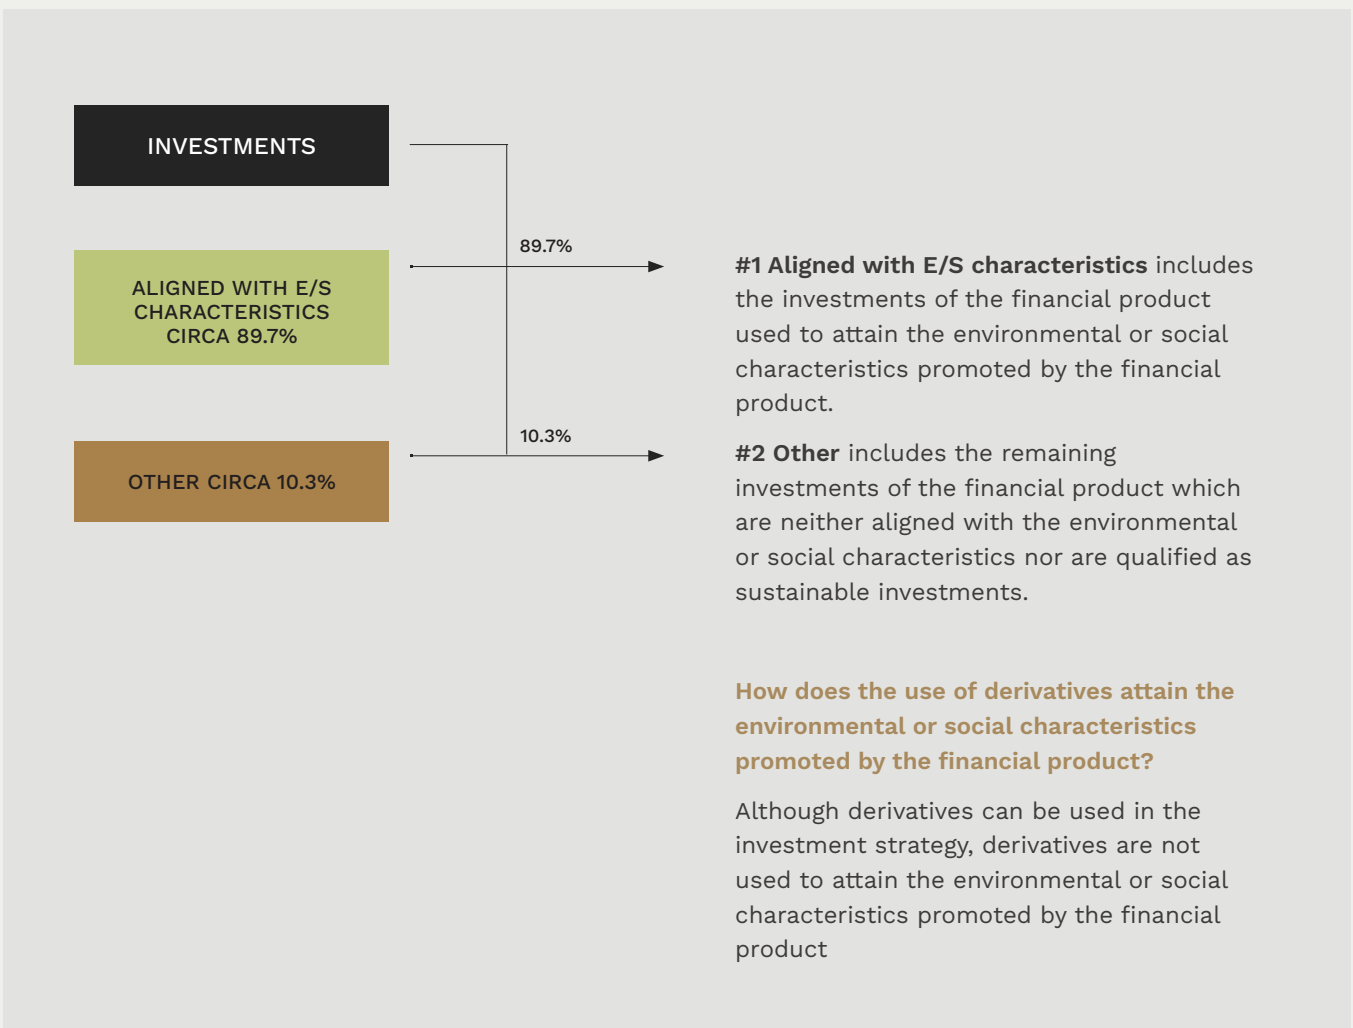 INVESTMENTS
ALIGNED WITH E/S
CHARACTERISTICS
CIRCA 89.7%
OTHER CIRCA 10.3%
89.7%
10.3%
#1 Aligned with E/S characteristics includes
the investments of the financial product
used to attain the environmental or social
characteristics promoted by the financial
product.
#2 Other includes the remaining
investments of the financial product which
are neither aligned with the environmental
or social characteristics nor are qualified as
sustainable investments.
How does the use of derivatives attain the
environmental or social characteristics
promoted by the financial product?
Although derivatives can be used in the
investment strategy, derivatives are not
used to attain the environmental or social
characteristics promoted by the financial
product